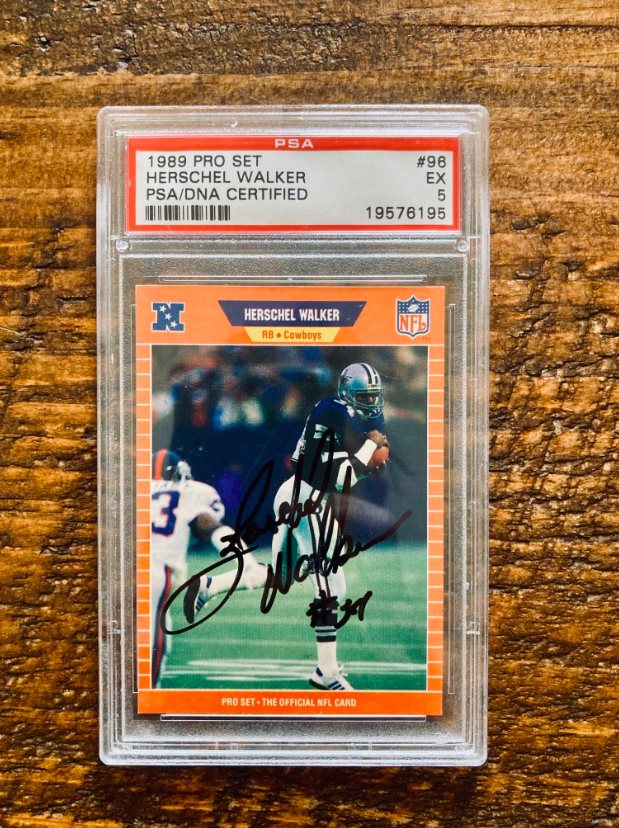 PSA
1989 PRO SET #96
HERSCHEL WALKER EX
PSA/DNA CERTIFIED 5
19576195
N
HERSCHEL WALKER
RB • Cowboys
NFL
3
Herschel
Walker
#34
PRO SET • THE OFFICIAL NFL CARD